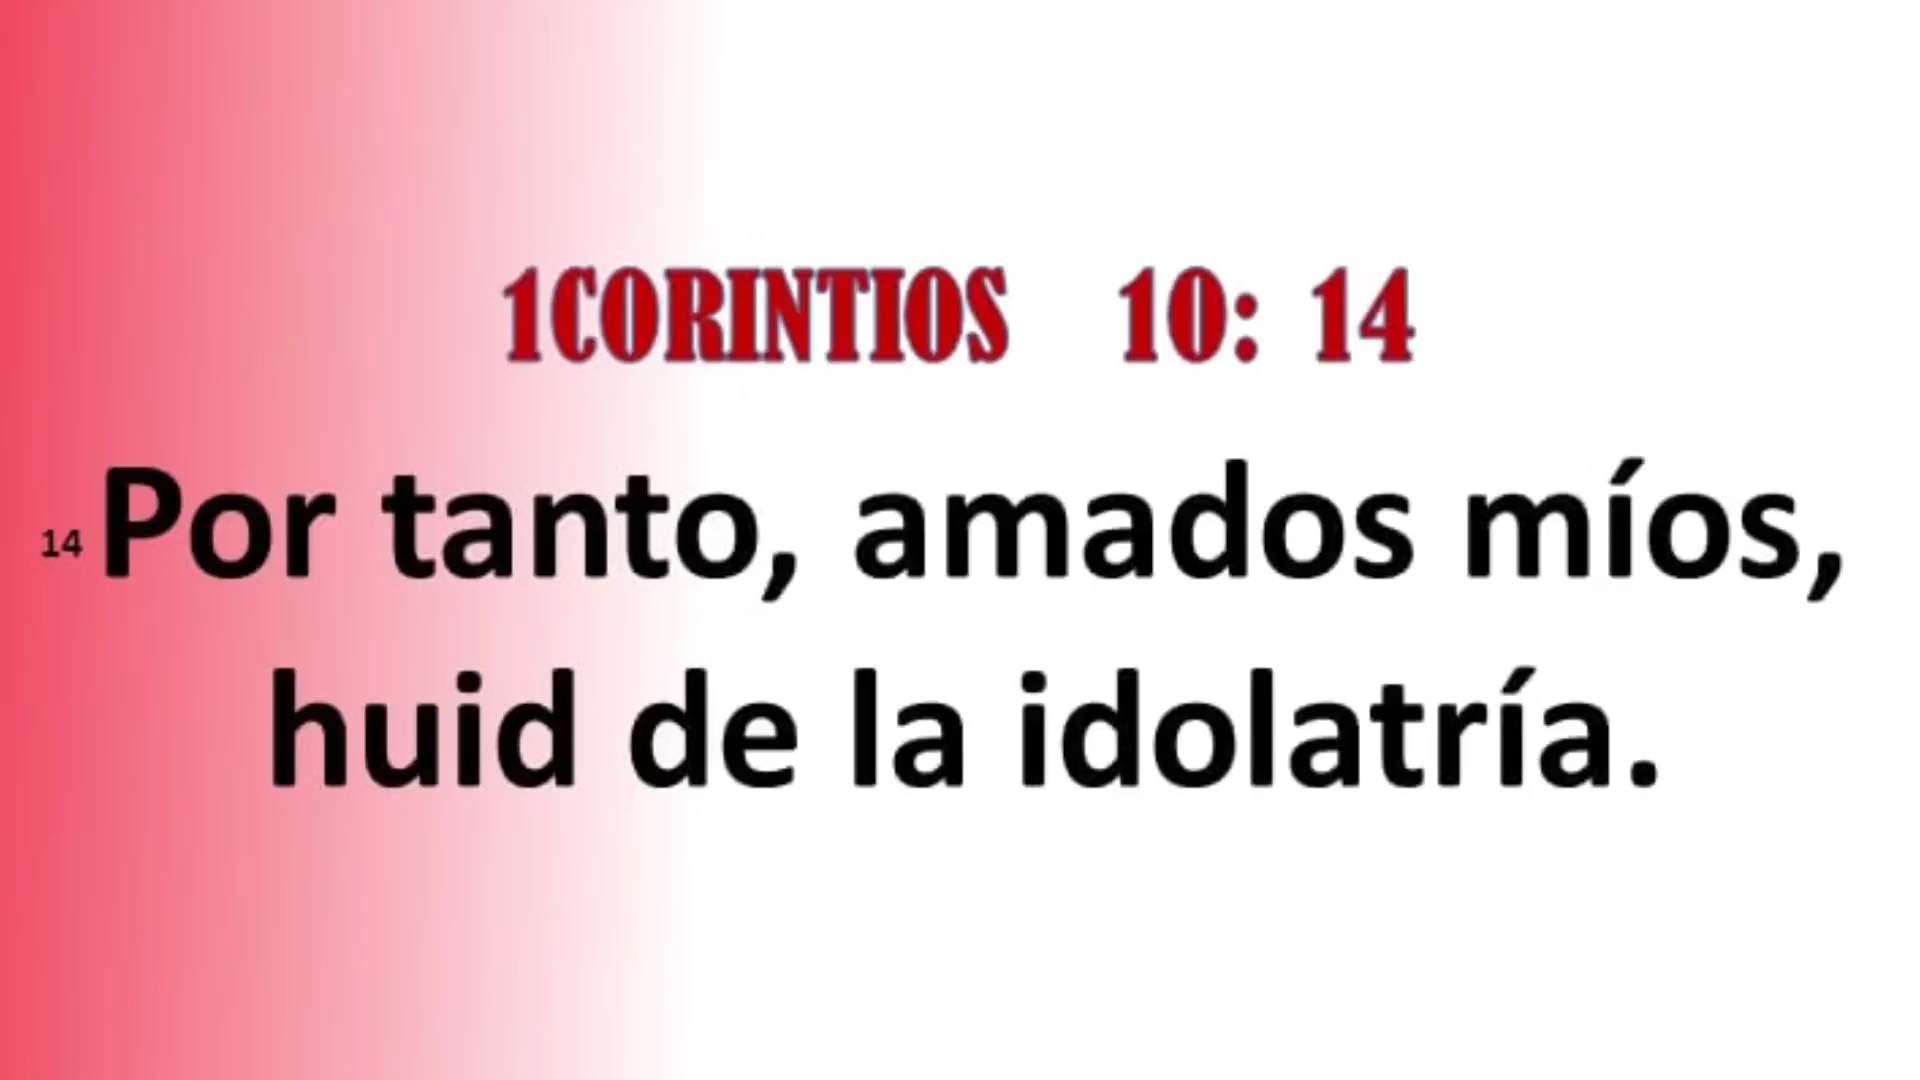 1CORINTIOS 10: 14
14 Por tanto, amados míos,
huid de la idolatría.